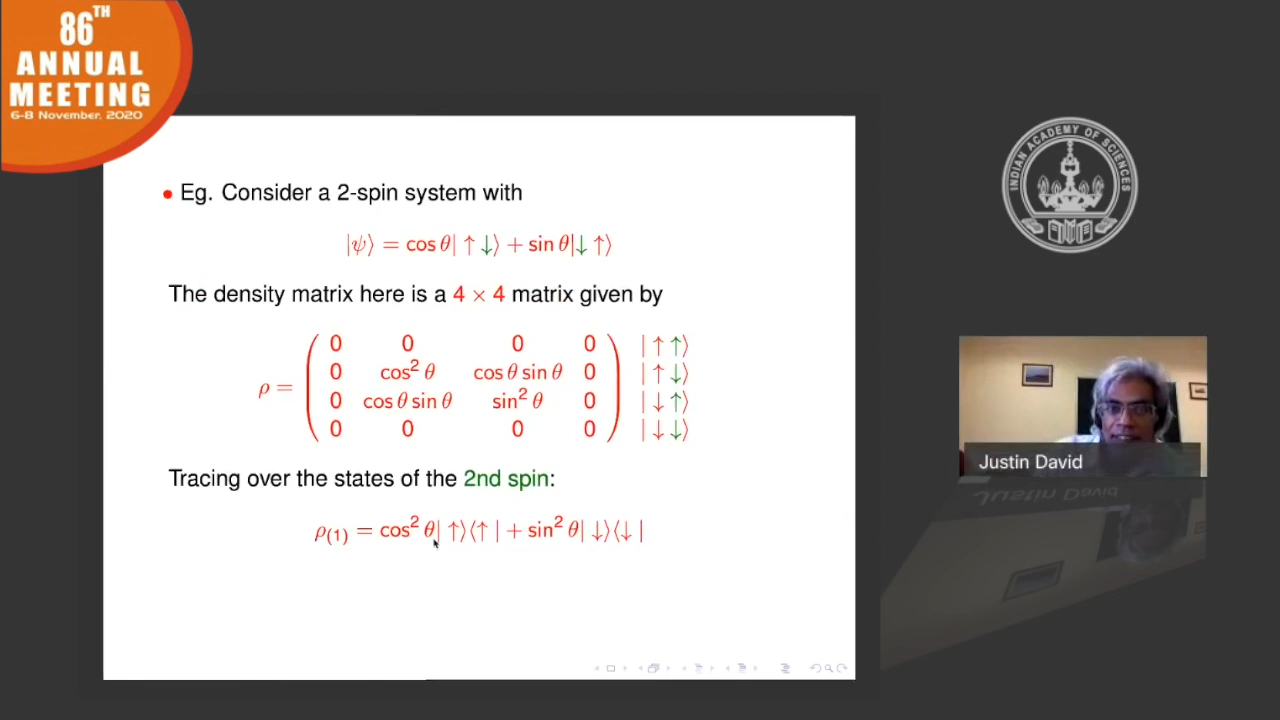 86TH
ANNUAL
MEETING
6-8 November, 2020
• Eg. Consider a 2-spin system with
|ψ⟩ = cos θ| ↑ ↓⟩ + sin θ|↓ ↑⟩
The density matrix here is a 4 × 4 matrix given by
0 0 0 0 | ↑ ↑⟩
0 cos² θ cos θ sin θ 0 | ↑ ↓⟩
ρ =
0 cos θ sin θ sin² θ 0 | ↓ ↑⟩
0 0 0 0 | ↓ ↓⟩
Tracing over the states of the 2nd spin:
ρ(1) = cos² θ| ↑⟩⟨↑ | + sin² θ| ↓⟩⟨↓ |
INDIAN ACADEMY OF SCIENCES
Justin David
Justin David